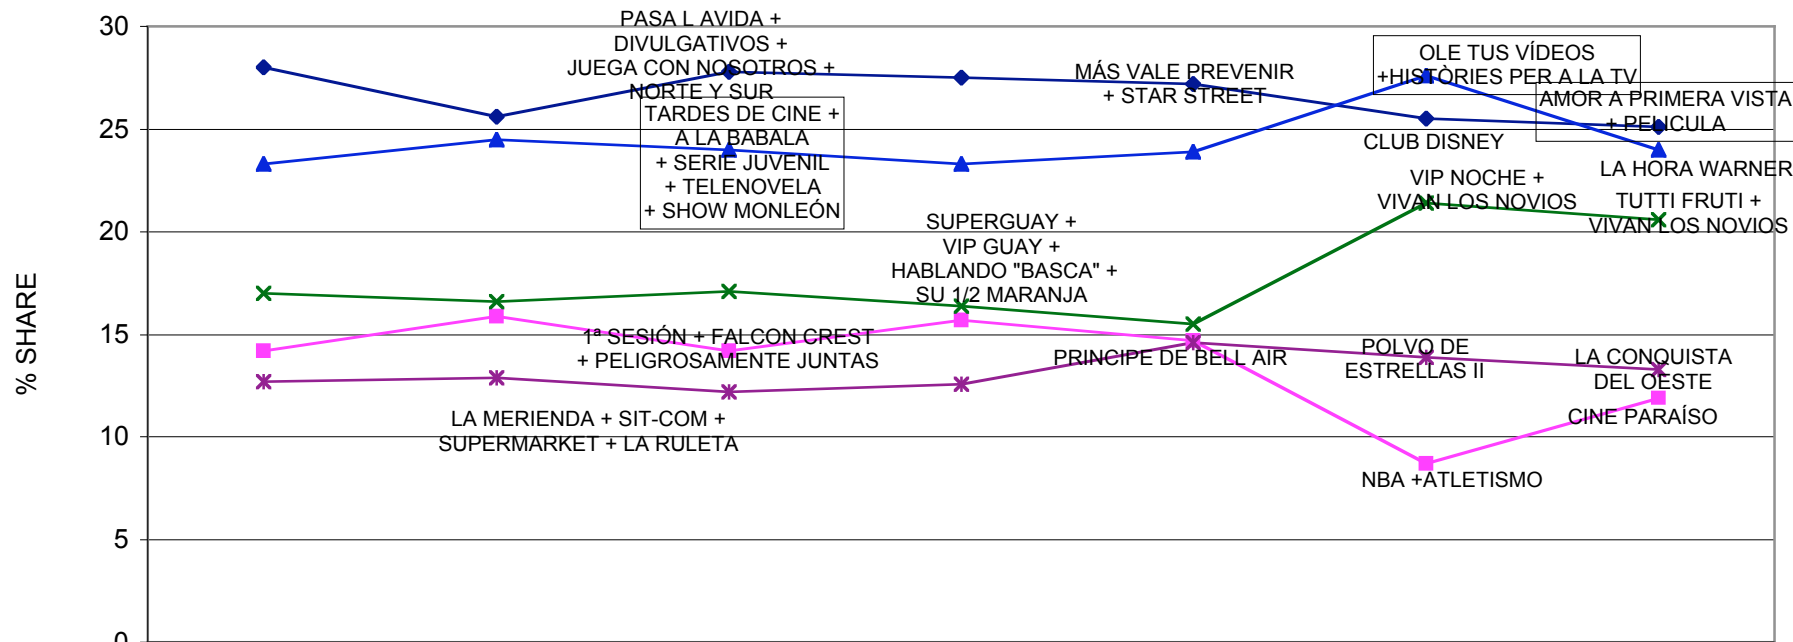 30
25
20
15
10
5
0
% SHARE
PASA L AVIDA +
DIVULGATIVOS +
JUEGA CON NOSOTROS +
NORTE Y SUR
TARDES DE CINE +
A LA BABALA
+ SERIE JUVENIL
+ TELENOVELA
+ SHOW MONLEÓN
MÁS VALE PREVENIR
+ STAR STREET
OLE TUS VÍDEOS
+HISTÒRIES PER A LA TV
AMOR A PRIMERA VISTA
+ PELICULA
CLUB DISNEY
LA HORA WARNER
VIP NOCHE +
VIVAN LOS NOVIOS
TUTTI FRUTI +
VIVAN LOS NOVIOS
SUPERGUAY +
VIP GUAY +
HABLANDO "BASCA" +
SU 1/2 MARANJA
1ª SESIÓN + FALCON CREST
+ PELIGROSAMENTE JUNTAS
PRINCIPE DE BELL AIR
POLVO DE
ESTRELLAS II
LA CONQUISTA
DEL OESTE
CINE PARAÍSO
LA MERIENDA + SIT-COM +
SUPERMARKET + LA RULETA
NBA +ATLETISMO